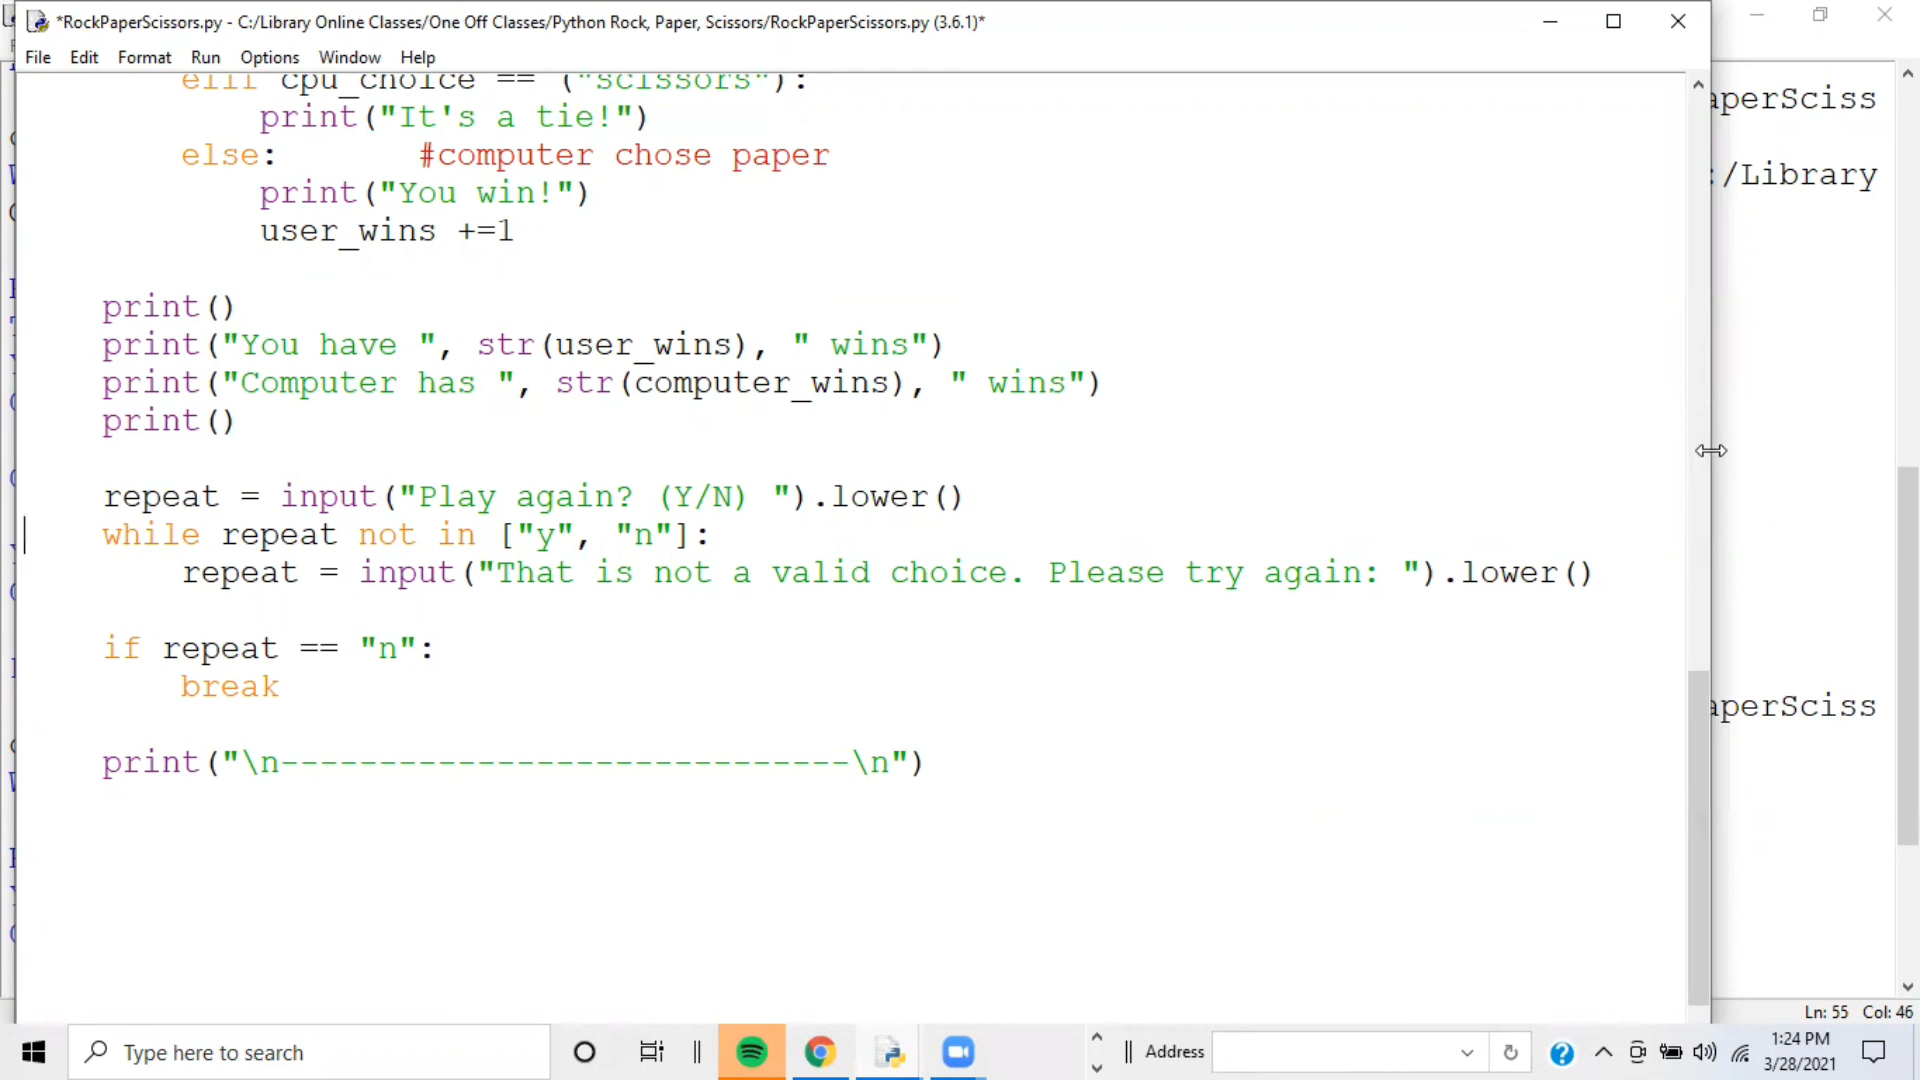 *RockPaperScissors.py - C:/Library Online Classes/One Off Classes/Python Rock, Paper, Scissors/RockPaperScissors.py (3.6.1)*
File Edit Format Run Options Window Help
elif cpu_choice == ("scissors"):
print("It's a tie!")
else: #computer chose paper
print("You win!")
user_wins +=1
print()
print("You have ", str(user_wins), " wins")
print("Computer has ", str(computer_wins), " wins")
print()
repeat = input("Play again? (Y/N) ").lower()
while repeat not in ["y", "n"]:
repeat = input("That is not a valid choice. Please try again: ").lower()
if repeat == "n":
break
print("\n-----------------------------\n")
aperSciss
:/Library
aperSciss
Ln: 55 Col: 46
Type here to search
Address
1:24 PM
3/28/2021